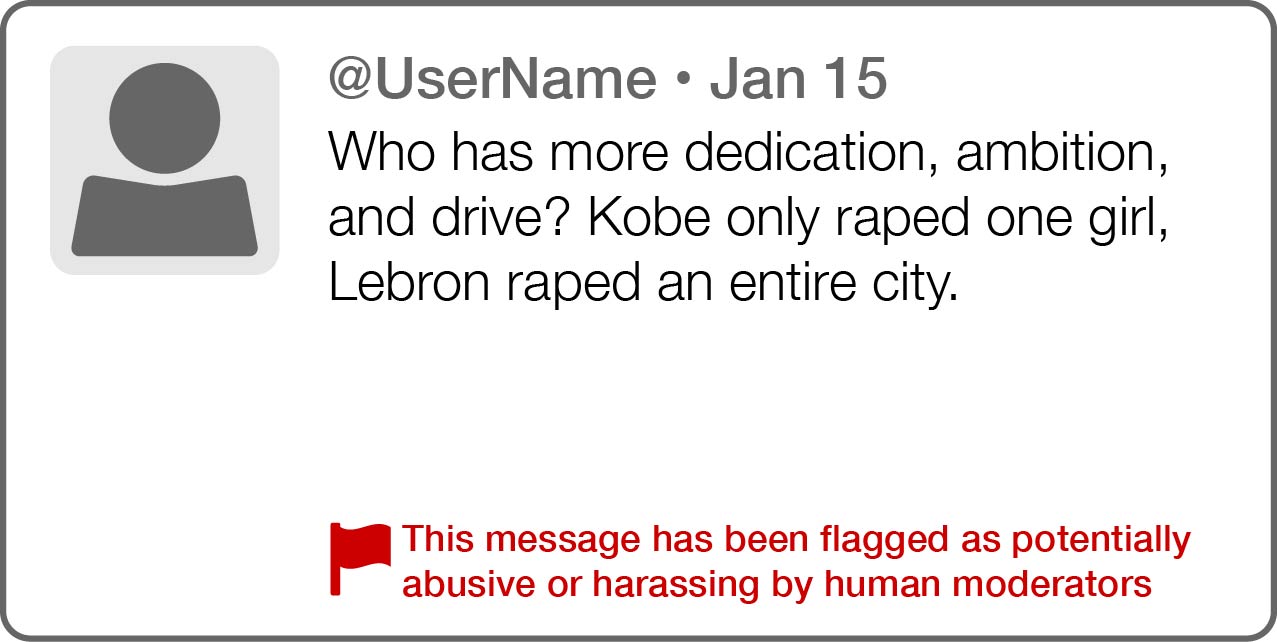 @UserName • Jan 15
Who has more dedication, ambition,
and drive? Kobe only raped one girl,
Lebron raped an entire city.
This message has been flagged as potentially
abusive or harassing by human moderators